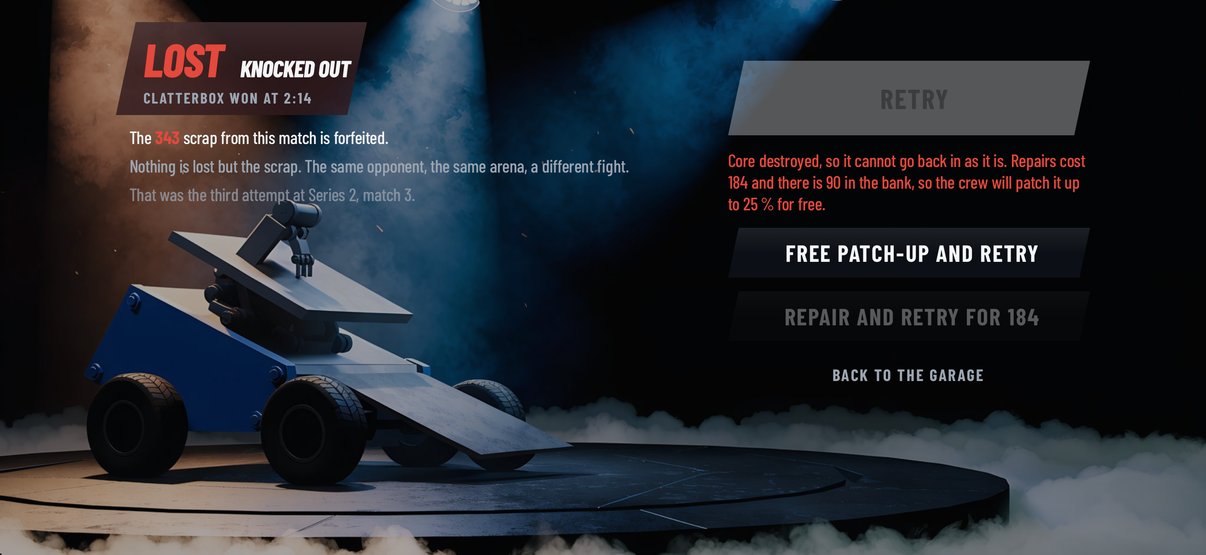 LOST KNOCKED OUT
CLATTERBOX WON AT 2:14
The 343 scrap from this match is forfeited.
Nothing is lost but the scrap. The same opponent, the same arena, a different fight.
That was the third attempt at Series 2, match 3.
RETRY
Core destroyed, so it cannot go back in as it is. Repairs cost
184 and there is 90 in the bank, so the crew will patch it up
to 25 % for free.
FREE PATCH-UP AND RETRY
REPAIR AND RETRY FOR 184
BACK TO THE GARAGE